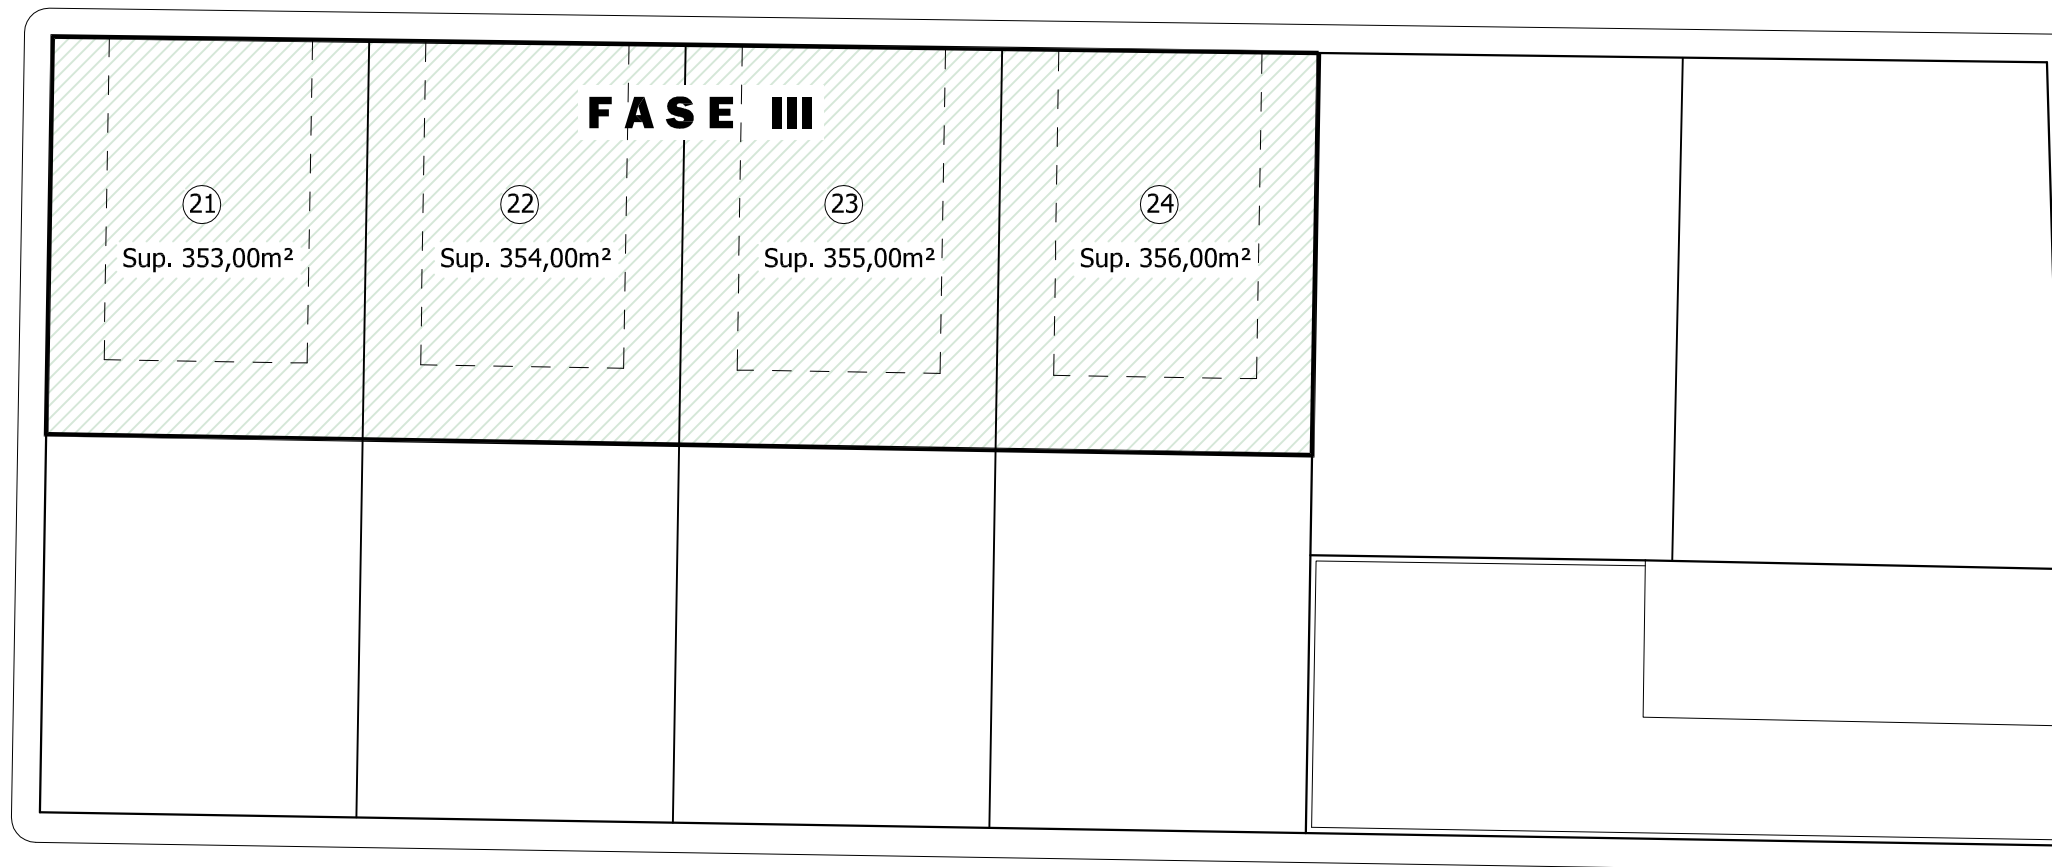 FASE III
21
Sup. 353,00m²
22
Sup. 354,00m²
23
Sup. 355,00m²
24
Sup. 356,00m²